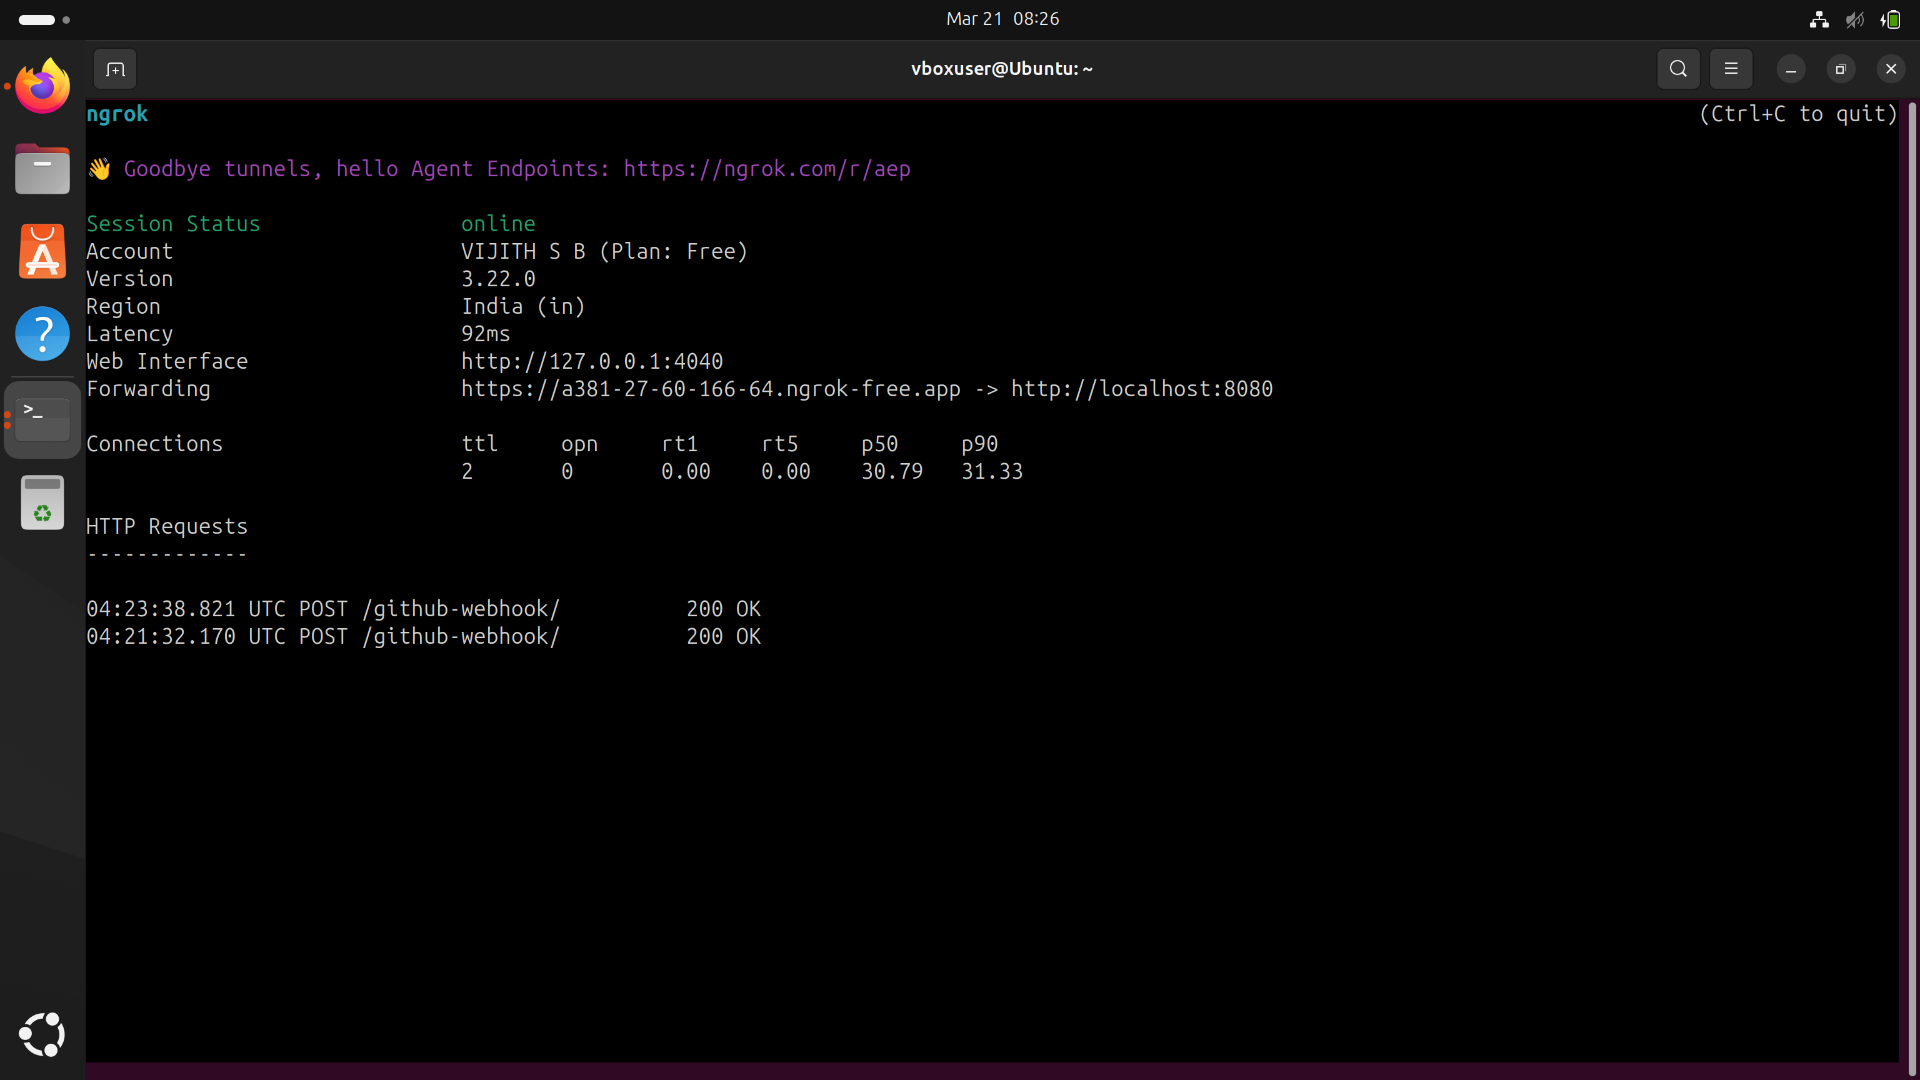 Mar 21 08:26
vboxuser@Ubuntu: ~
ngrok (Ctrl+C to quit)
👋 Goodbye tunnels, hello Agent Endpoints: https://ngrok.com/r/aep
Session Status online
Account VIJITH S B (Plan: Free)
Version 3.22.0
Region India (in)
Latency 92ms
Web Interface http://127.0.0.1:4040
Forwarding https://a381-27-60-166-64.ngrok-free.app -> http://localhost:8080
Connections ttl opn rt1 rt5 p50 p90
2 0 0.00 0.00 30.79 31.33
HTTP Requests
-------------
04:23:38.821 UTC POST /github-webhook/ 200 OK
04:21:32.170 UTC POST /github-webhook/ 200 OK